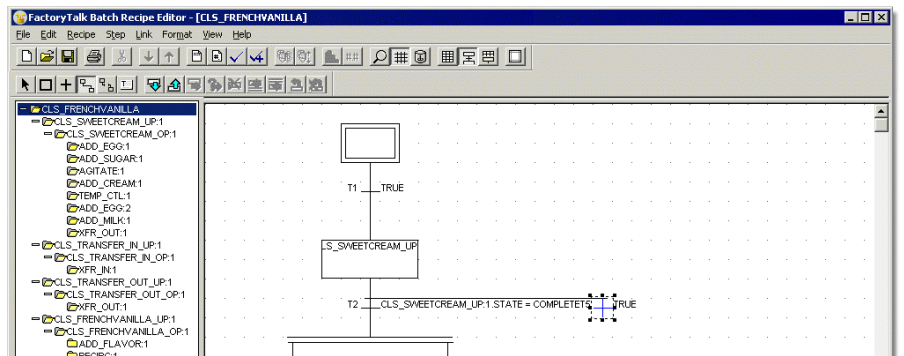 FactoryTalk Batch Recipe Editor - [CLS_FRENCHVANILLA]
File Edit Recipe Step Link Format View Help
CLS_FRENCHVANILLA
CLS_SWEETCREAM_UP:1
CLS_SWEETCREAM_OP:1
ADD_EGG:1
ADD_SUGAR:1
AGITATE:1
ADD_CREAM:1
TEMP_CTL:1
ADD_EGG:2
ADD_MILK:1
XFR_OUT:1
CLS_TRANSFER_IN_UP:1
CLS_TRANSFER_IN_OP:1
XFR_IN:1
CLS_TRANSFER_OUT_UP:1
CLS_TRANSFER_OUT_OP:1
XFR_OUT:1
CLS_FRENCHVANILLA_UP:1
CLS_FRENCHVANILLA_OP:1
ADD_FLAVOR:1
RECIRC:1
T1 TRUE
LS_SWEETCREAM_UP
T2 CLS_SWEETCREAM_UP:1.STATE = COMPLETET5 TRUE